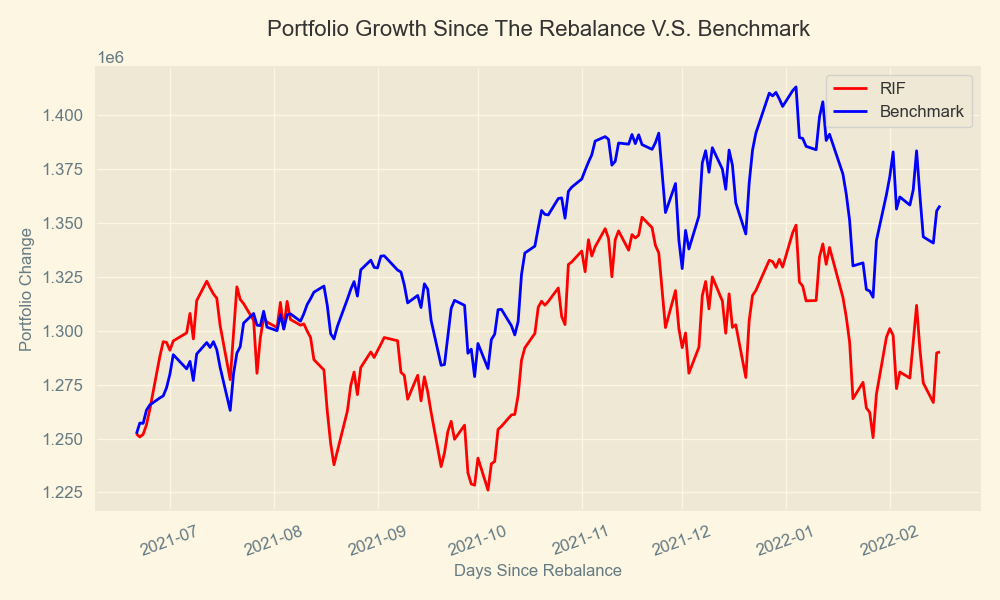 Portfolio Growth Since The Rebalance V.S. Benchmark
1e6
RIF
Benchmark
1.400
1.375
1.350
1.325
1.300
1.275
1.250
1.225
Portfolio Change
2021-07
2021-08
2021-09
2021-10
2021-11
2021-12
2022-01
2022-02
Days Since Rebalance